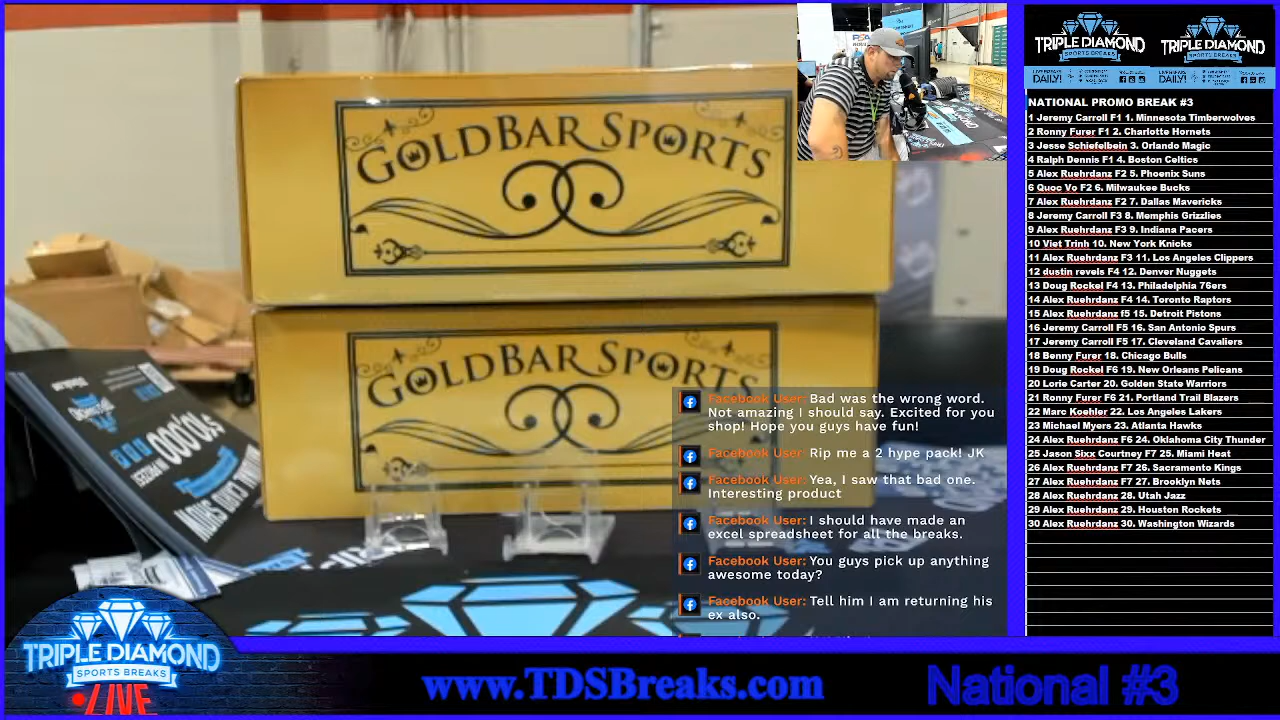 GOLDBAR SPORTS
GOLDBAR SPORTS
$10,000
Facebook User: Bad was the wrong word.
Not amazing I should say. Excited for you
shop! Hope you guys have fun!
Facebook User: Rip me a 2 hype pack! JK
Facebook User: Yea, I saw that bad one.
Interesting product
Facebook User: I should have made an
excel spreadsheet for all the breaks.
Facebook User: You guys pick up anything
awesome today?
Facebook User: Tell him I am returning his
ex also.
TRIPLE DIAMOND
SPORTS BREAKS
LIVE
www.TDSBreaks.com
National #3
TRIPLE DIAMOND
SPORTS BREAKS
TRIPLE DIAMOND
SPORTS BREAKS
LIVE BREAKS
DAILY!
LIVE BREAKS
DAILY!
NATIONAL PROMO BREAK #3
1 Jeremy Carroll F1 1. Minnesota Timberwolves
2 Ronny Furer F1 2. Charlotte Hornets
3 Jesse Schiefelbein 3. Orlando Magic
4 Ralph Dennis F1 4. Boston Celtics
5 Alex Ruehrdanz F2 5. Phoenix Suns
6 Quoc Vo F2 6. Milwaukee Bucks
7 Alex Ruehrdanz F2 7. Dallas Mavericks
8 Jeremy Carroll F3 8. Memphis Grizzlies
9 Alex Ruehrdanz F3 9. Indiana Pacers
10 Viet Trinh 10. New York Knicks
11 Alex Ruehrdanz F3 11. Los Angeles Clippers
12 dustin revels F4 12. Denver Nuggets
13 Doug Rockel F4 13. Philadelphia 76ers
14 Alex Ruehrdanz F4 14. Toronto Raptors
15 Alex Ruehrdanz f5 15. Detroit Pistons
16 Jeremy Carroll F5 16. San Antonio Spurs
17 Jeremy Carroll F5 17. Cleveland Cavaliers
18 Benny Furer 18. Chicago Bulls
19 Doug Rockel F6 19. New Orleans Pelicans
20 Lorie Carter 20. Golden State Warriors
21 Ronny Furer F6 21. Portland Trail Blazers
22 Marc Koehler 22. Los Angeles Lakers
23 Michael Myers 23. Atlanta Hawks
24 Alex Ruehrdanz F6 24. Oklahoma City Thunder
25 Jason Sixx Courtney F7 25. Miami Heat
26 Alex Ruehrdanz F7 26. Sacramento Kings
27 Alex Ruehrdanz F7 27. Brooklyn Nets
28 Alex Ruehrdanz 28. Utah Jazz
29 Alex Ruehrdanz 29. Houston Rockets
30 Alex Ruehrdanz 30. Washington Wizards